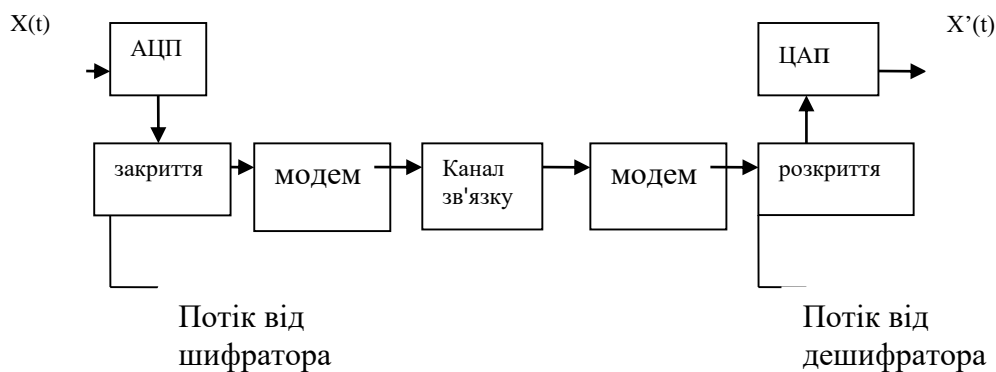 X(t)
X’(t)
АЦП
ЦАП
закриття
модем
Канал
зв'язку
модем
розкриття
Потік від
шифратора
Потік від
дешифратора